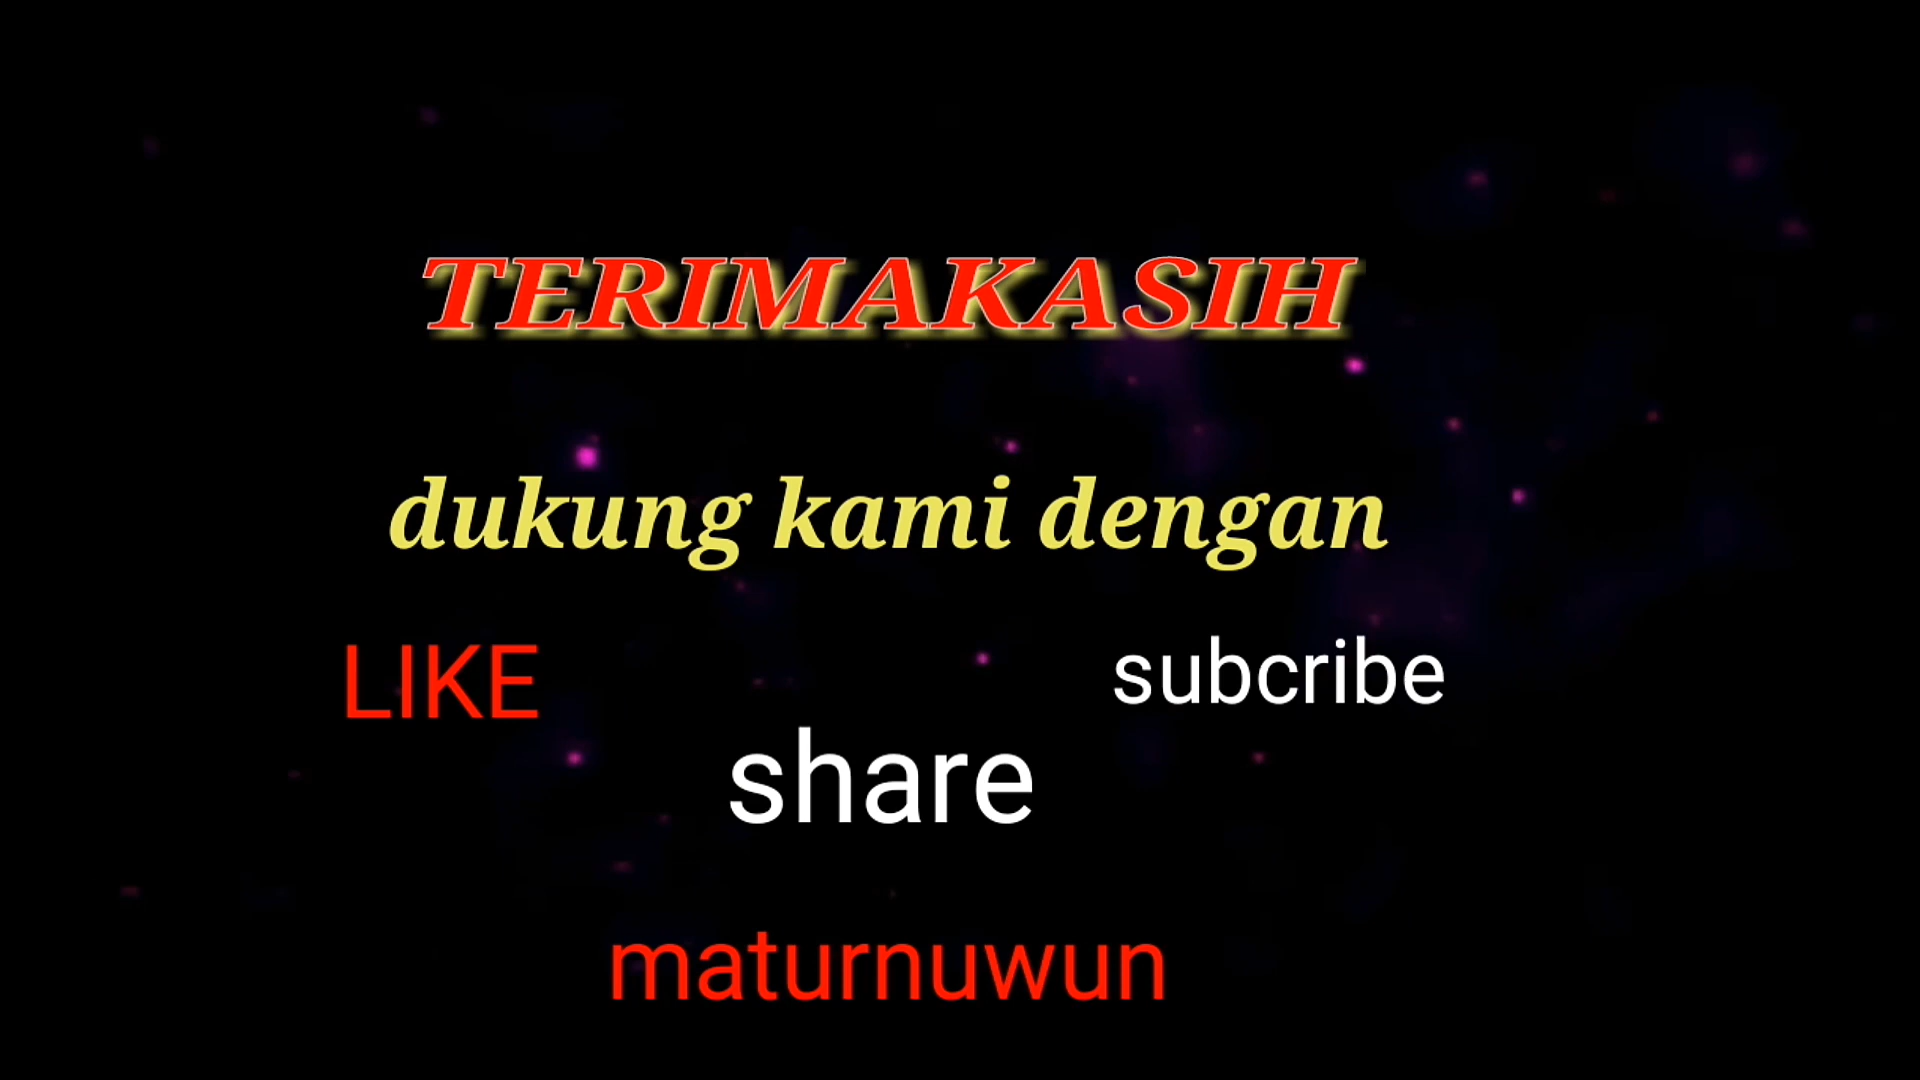 TERIMAKASIH
dukung kami dengan
LIKE
subcribe
share
maturnuwun